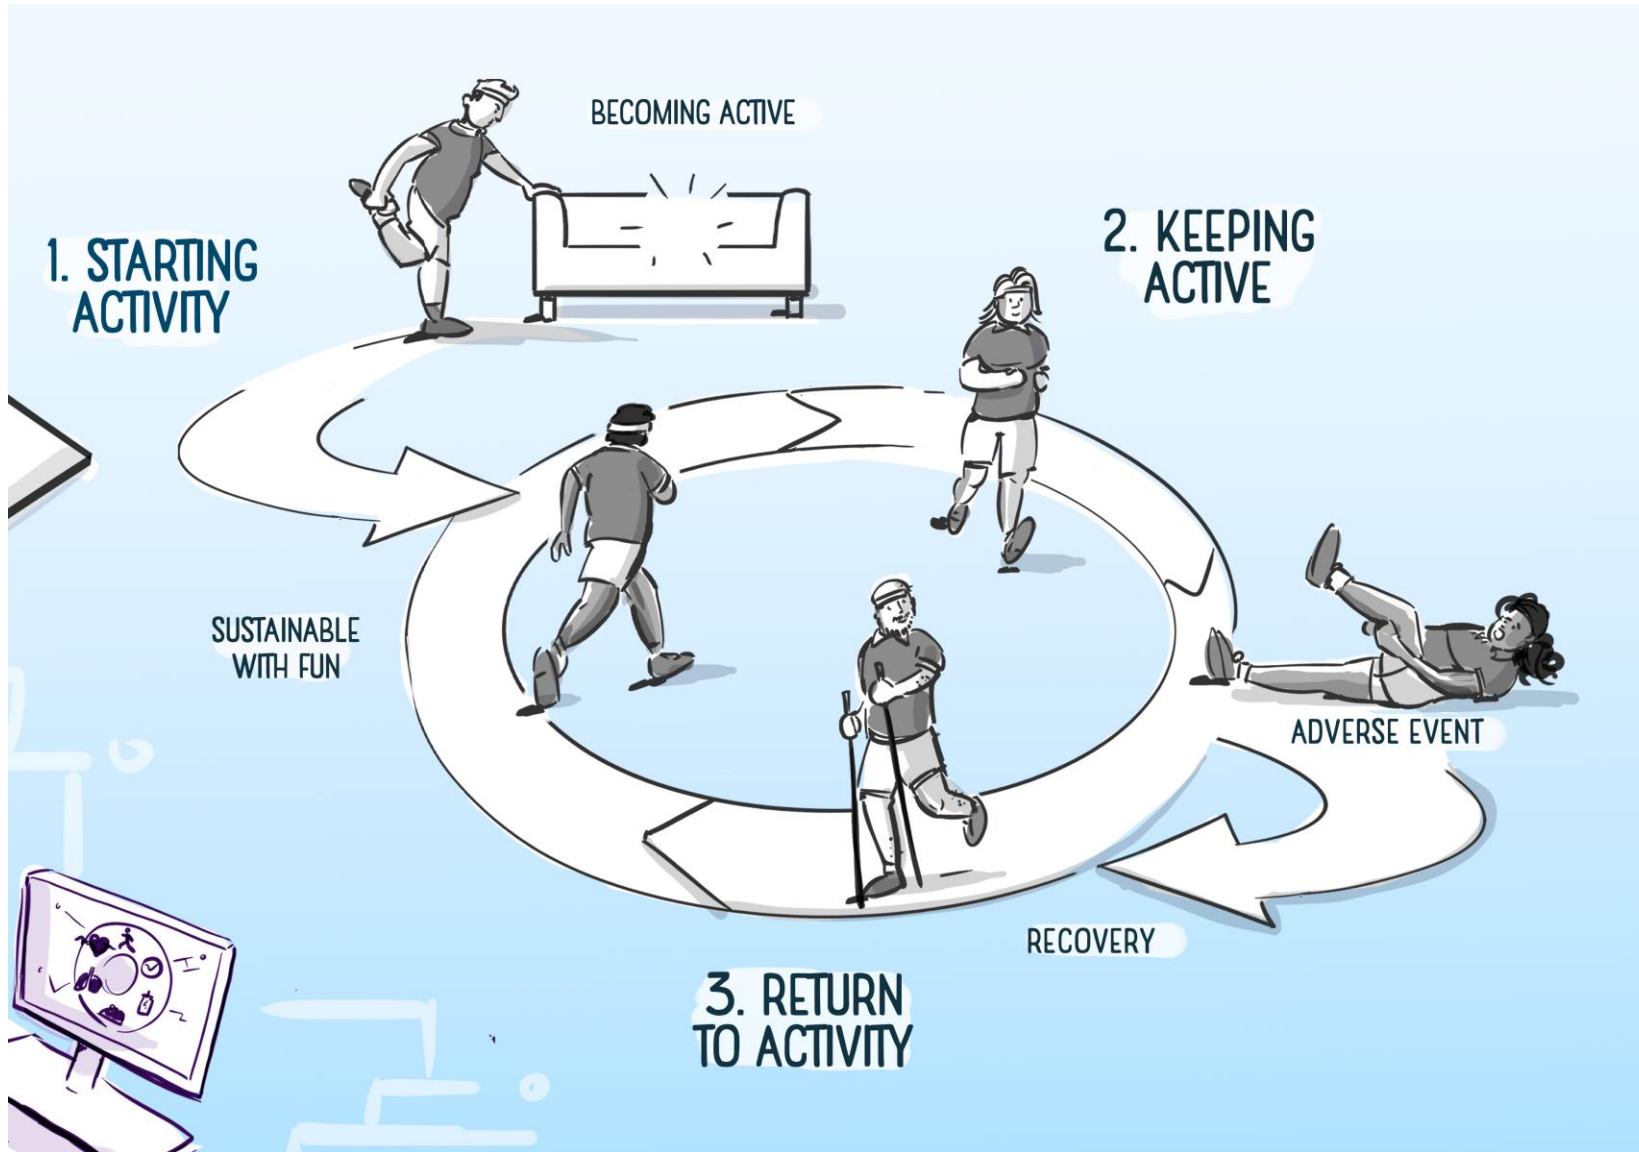 BECOMING ACTIVE
1. STARTING
ACTIVITY
2. KEEPING
ACTIVE
SUSTAINABLE
WITH FUN
ADVERSE EVENT
RECOVERY
3. RETURN
TO ACTIVITY